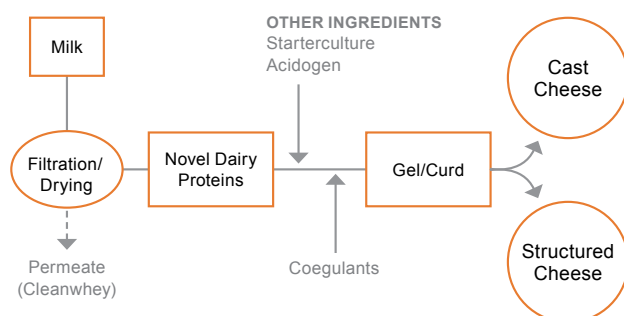 OTHER INGREDIENTS
Starterculture
Acidogen
Milk
Cast
Cheese
Filtration/
Drying
Novel Dairy
Proteins
Gel/Curd
Permeate
(Cleanwhey)
Coegulants
Structured
Cheese